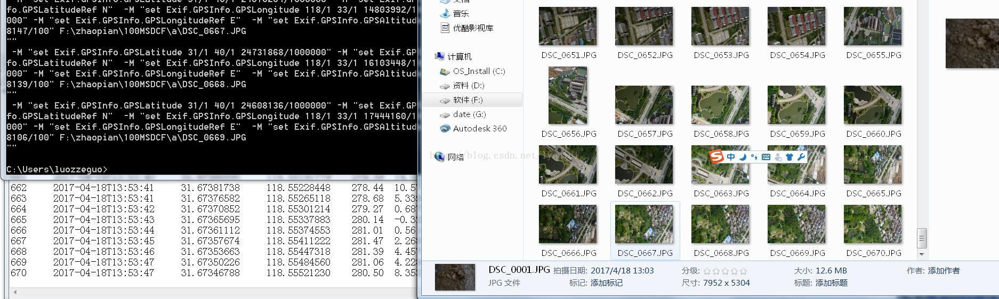 fo.GPSLatitudeRef N"  -M "set Exif.GPSInfo.GPSLongitude 118/1 33/1 14803992/1
000" -M "set Exif.GPSInfo.GPSLongitudeRef E"  -M "set Exif.GPSInfo.GPSAltitud
8147/100" F:\zhaopian\100MSDCF\a\DSC_0667.JPG
""
 -M "set Exif.GPSInfo.GPSLatitude 31/1 40/1 24731868/1000000" -M "set Exif.GP
fo.GPSLatitudeRef N"  -M "set Exif.GPSInfo.GPSLongitude 118/1 33/1 16103448/1
000" -M "set Exif.GPSInfo.GPSLongitudeRef E"  -M "set Exif.GPSInfo.GPSAltitud
8139/100" F:\zhaopian\100MSDCF\a\DSC_0668.JPG
""
 -M "set Exif.GPSInfo.GPSLatitude 31/1 40/1 24608136/1000000" -M "set Exif.GP
fo.GPSLatitudeRef N"  -M "set Exif.GPSInfo.GPSLongitude 118/1 33/1 17444160/1
000" -M "set Exif.GPSInfo.GPSLongitudeRef E"  -M "set Exif.GPSInfo.GPSAltitud
8106/100" F:\zhaopian\100MSDCF\a\DSC_0669.JPG
""
C:\Users\luozzeguo>
662 2017-04-18T13:53:41 31.67381738 118.55228448 278.44 10.5
663 2017-04-18T13:53:41 31.67376582 118.55265118 278.68 5.33
664 2017-04-18T13:53:42 31.67370852 118.55301214 279.27 0.68
665 2017-04-18T13:53:43 31.67365695 118.55337883 280.14 -0.3
666 2017-04-18T13:53:44 31.67361112 118.55374553 281.01 0.56
667 2017-04-18T13:53:45 31.67357674 118.55411222 281.47 2.26
668 2017-04-18T13:53:46 31.67353663 118.55447318 281.39 4.45
669 2017-04-18T13:53:47 31.67350226 118.55484560 281.06 4.22
670 2017-04-18T13:53:47 31.67346788 118.55521230 280.50 8.35
音乐
优酷影视库
计算机
OS_Install (C:)
资料 (D:)
软件 (F:)
date (G:)
Autodesk 360
网络
DSC_0651.JPG DSC_0652.JPG DSC_0653.JPG DSC_0654.JPG DSC_0655.JPG
DSC_0656.JPG DSC_0657.JPG DSC_0658.JPG DSC_0659.JPG DSC_0660.JPG
中
DSC_0661.JPG DSC_0662.JPG DSC_0663.JPG DSC_0664.JPG DSC_0665.JPG
DSC_0666.JPG DSC_0667.JPG DSC_0668.JPG DSC_0669.JPG DSC_0670.JPG
DSC_0001.JPG 拍摄日期: 2017/4/18 13:03 分级: 大小: 12.6 MB 作者: 添加作者
JPG 文件 标记: 添加标记 尺寸: 7952 x 5304 标题: 添加标题